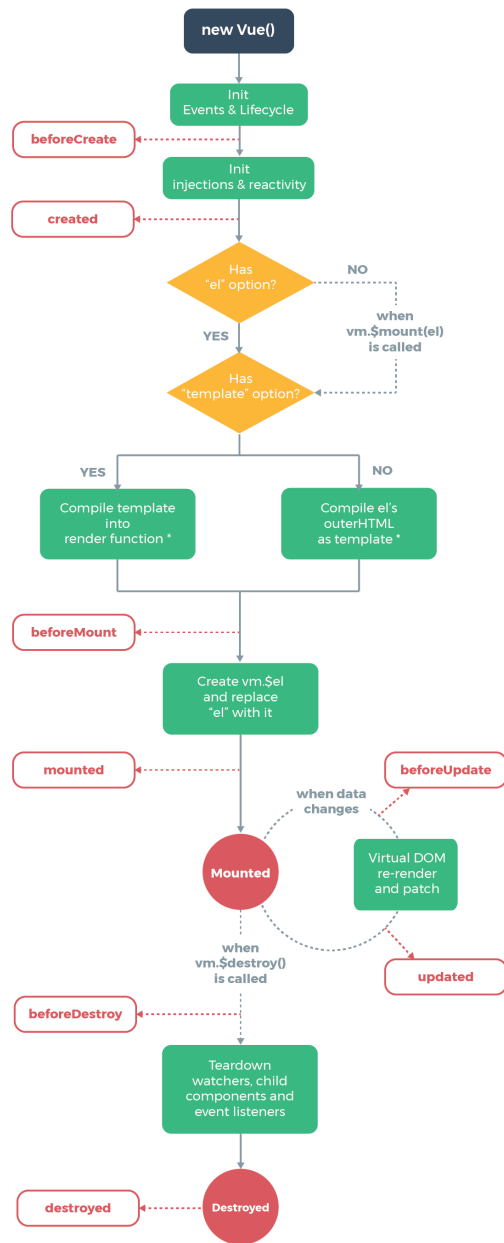 new Vue()
Init
Events & Lifecycle
beforeCreate
Init
injections & reactivity
created
Has
“el” option?
NO
when
vm.$mount(el)
is called
YES
Has
“template” option?
YES
NO
Compile template
into
render function *
Compile el’s
outerHTML
as template *
beforeMount
Create vm.$el
and replace
“el” with it
mounted
beforeUpdate
when data
changes
Mounted
Virtual DOM
re-render
and patch
when
vm.$destroy()
is called
updated
beforeDestroy
Teardown
watchers, child
components and
event listeners
destroyed
Destroyed